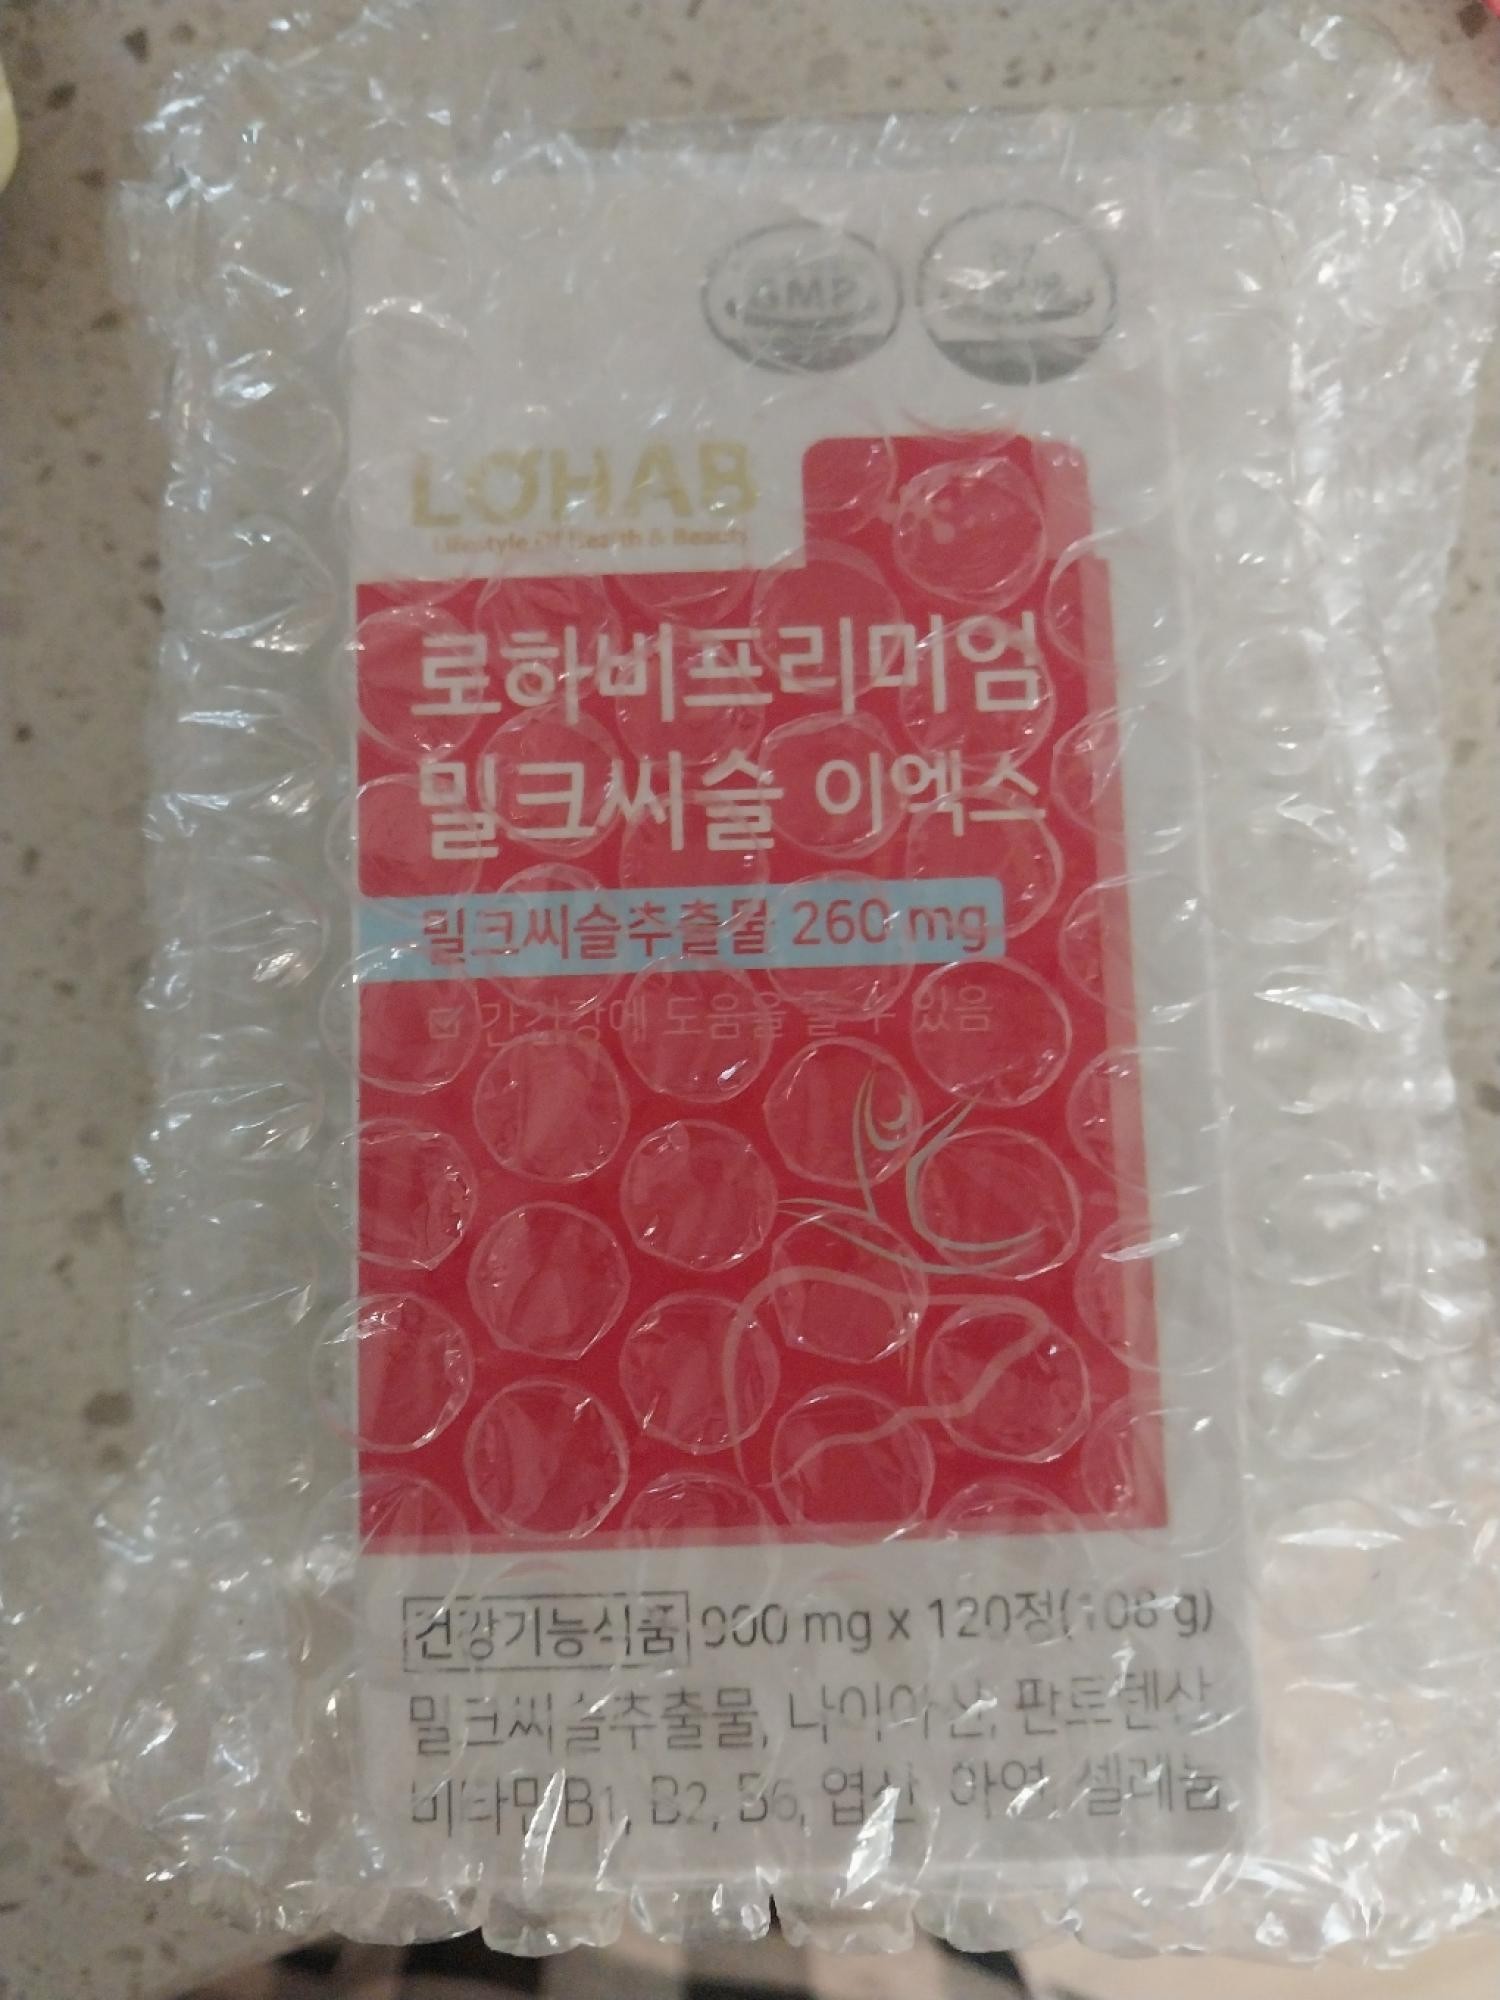 GMP
LOHAB
Lifestyle Of Health & Beauty
로하비프리미엄
밀크씨슬 이엑스
밀크씨슬추출물 260 mg
간건강에 도움을 줄 수 있음
건강기능식품 900 mg x 120정(108 g)
밀크씨슬추출물, 나이아신, 판토텐산,
비타민B1, B2, B6, 엽산, 아연, 셀레늄